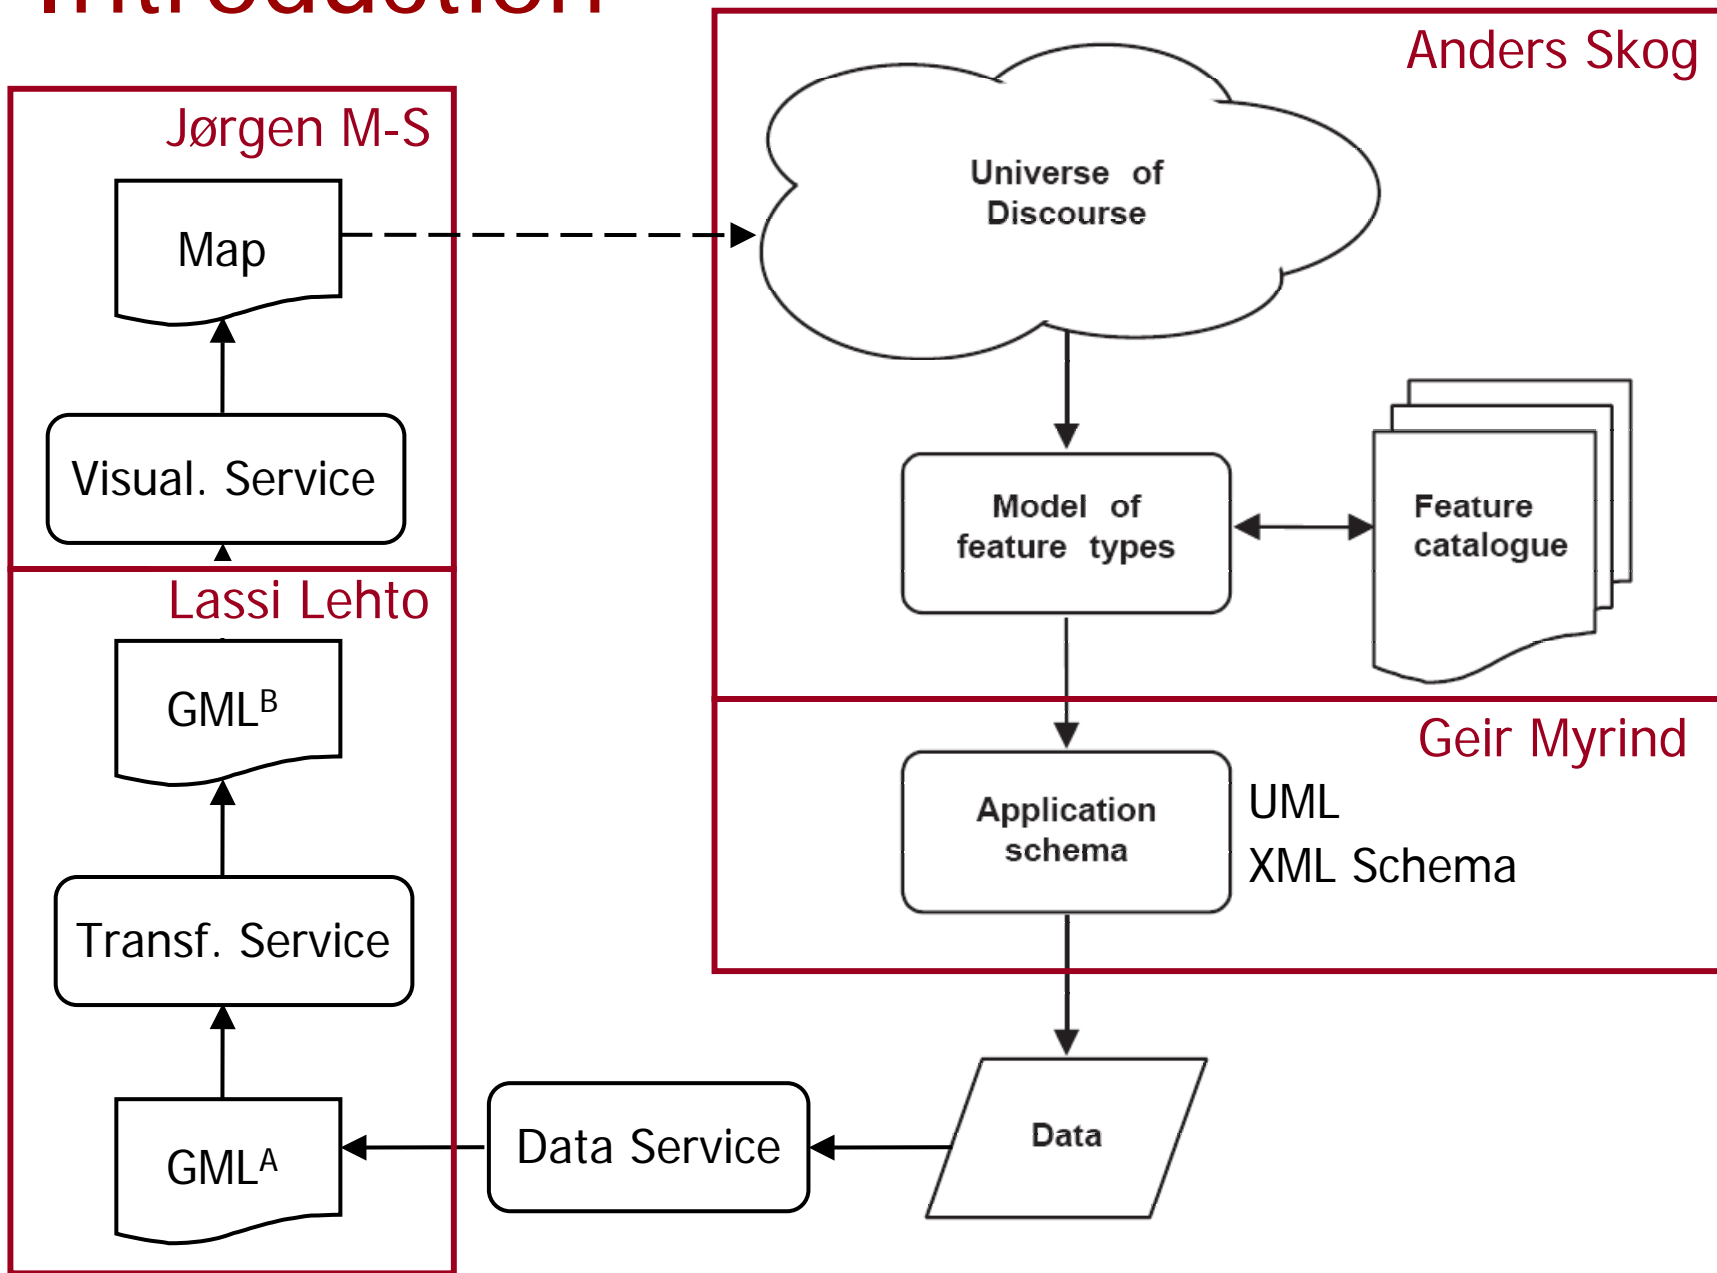 Introduction
Anders Skog
Jørgen M-S
Universe of
Discourse
Map
Visual. Service
Model of
feature types
Feature
catalogue
Lassi Lehto
GMLᴮ
Geir Myrind
Application
schema
UML
XML Schema
Transf. Service
Data
Data Service
GMLᴬ